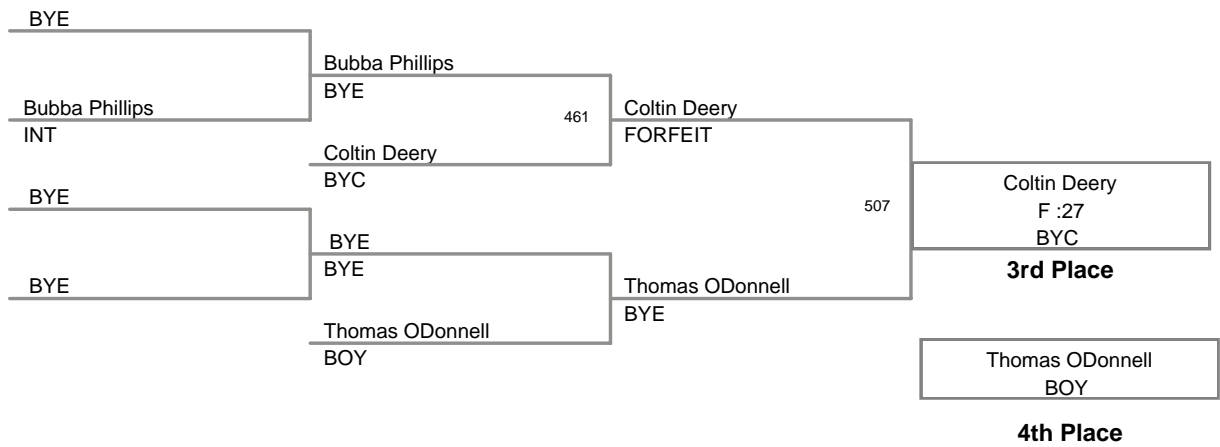 BYE
Bubba Phillips
BYE
Bubba Phillips
INT
461
Coltin Deery
FORFEIT
Coltin Deery
BYC
BYE
507
Coltin Deery
F :27
BYC
3rd Place
BYE
BYE
BYE
Thomas ODonnell
BYE
Thomas ODonnell
BOY
Thomas ODonnell
BOY
4th Place